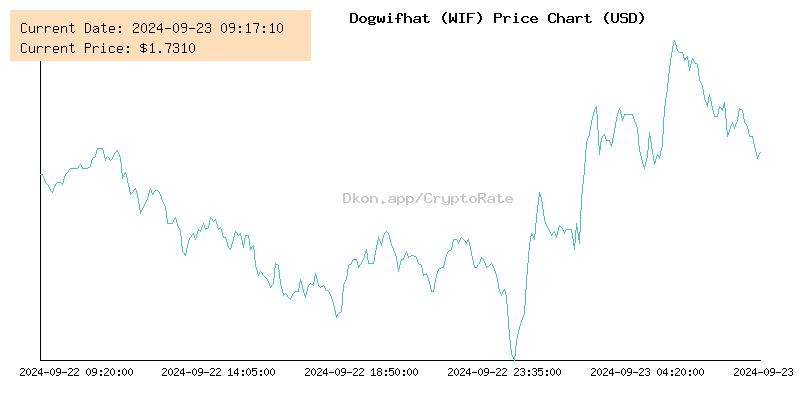 Dogwifhat (WIF) Price Chart (USD)
Current Date: 2024-09-23 09:17:10
Current Price: $1.7310
Dkon.app/CryptoRate
2024-09-22 09:20:00 2024-09-22 14:05:00 2024-09-22 18:50:00 2024-09-22 23:35:00 2024-09-23 04:20:00 2024-09-23